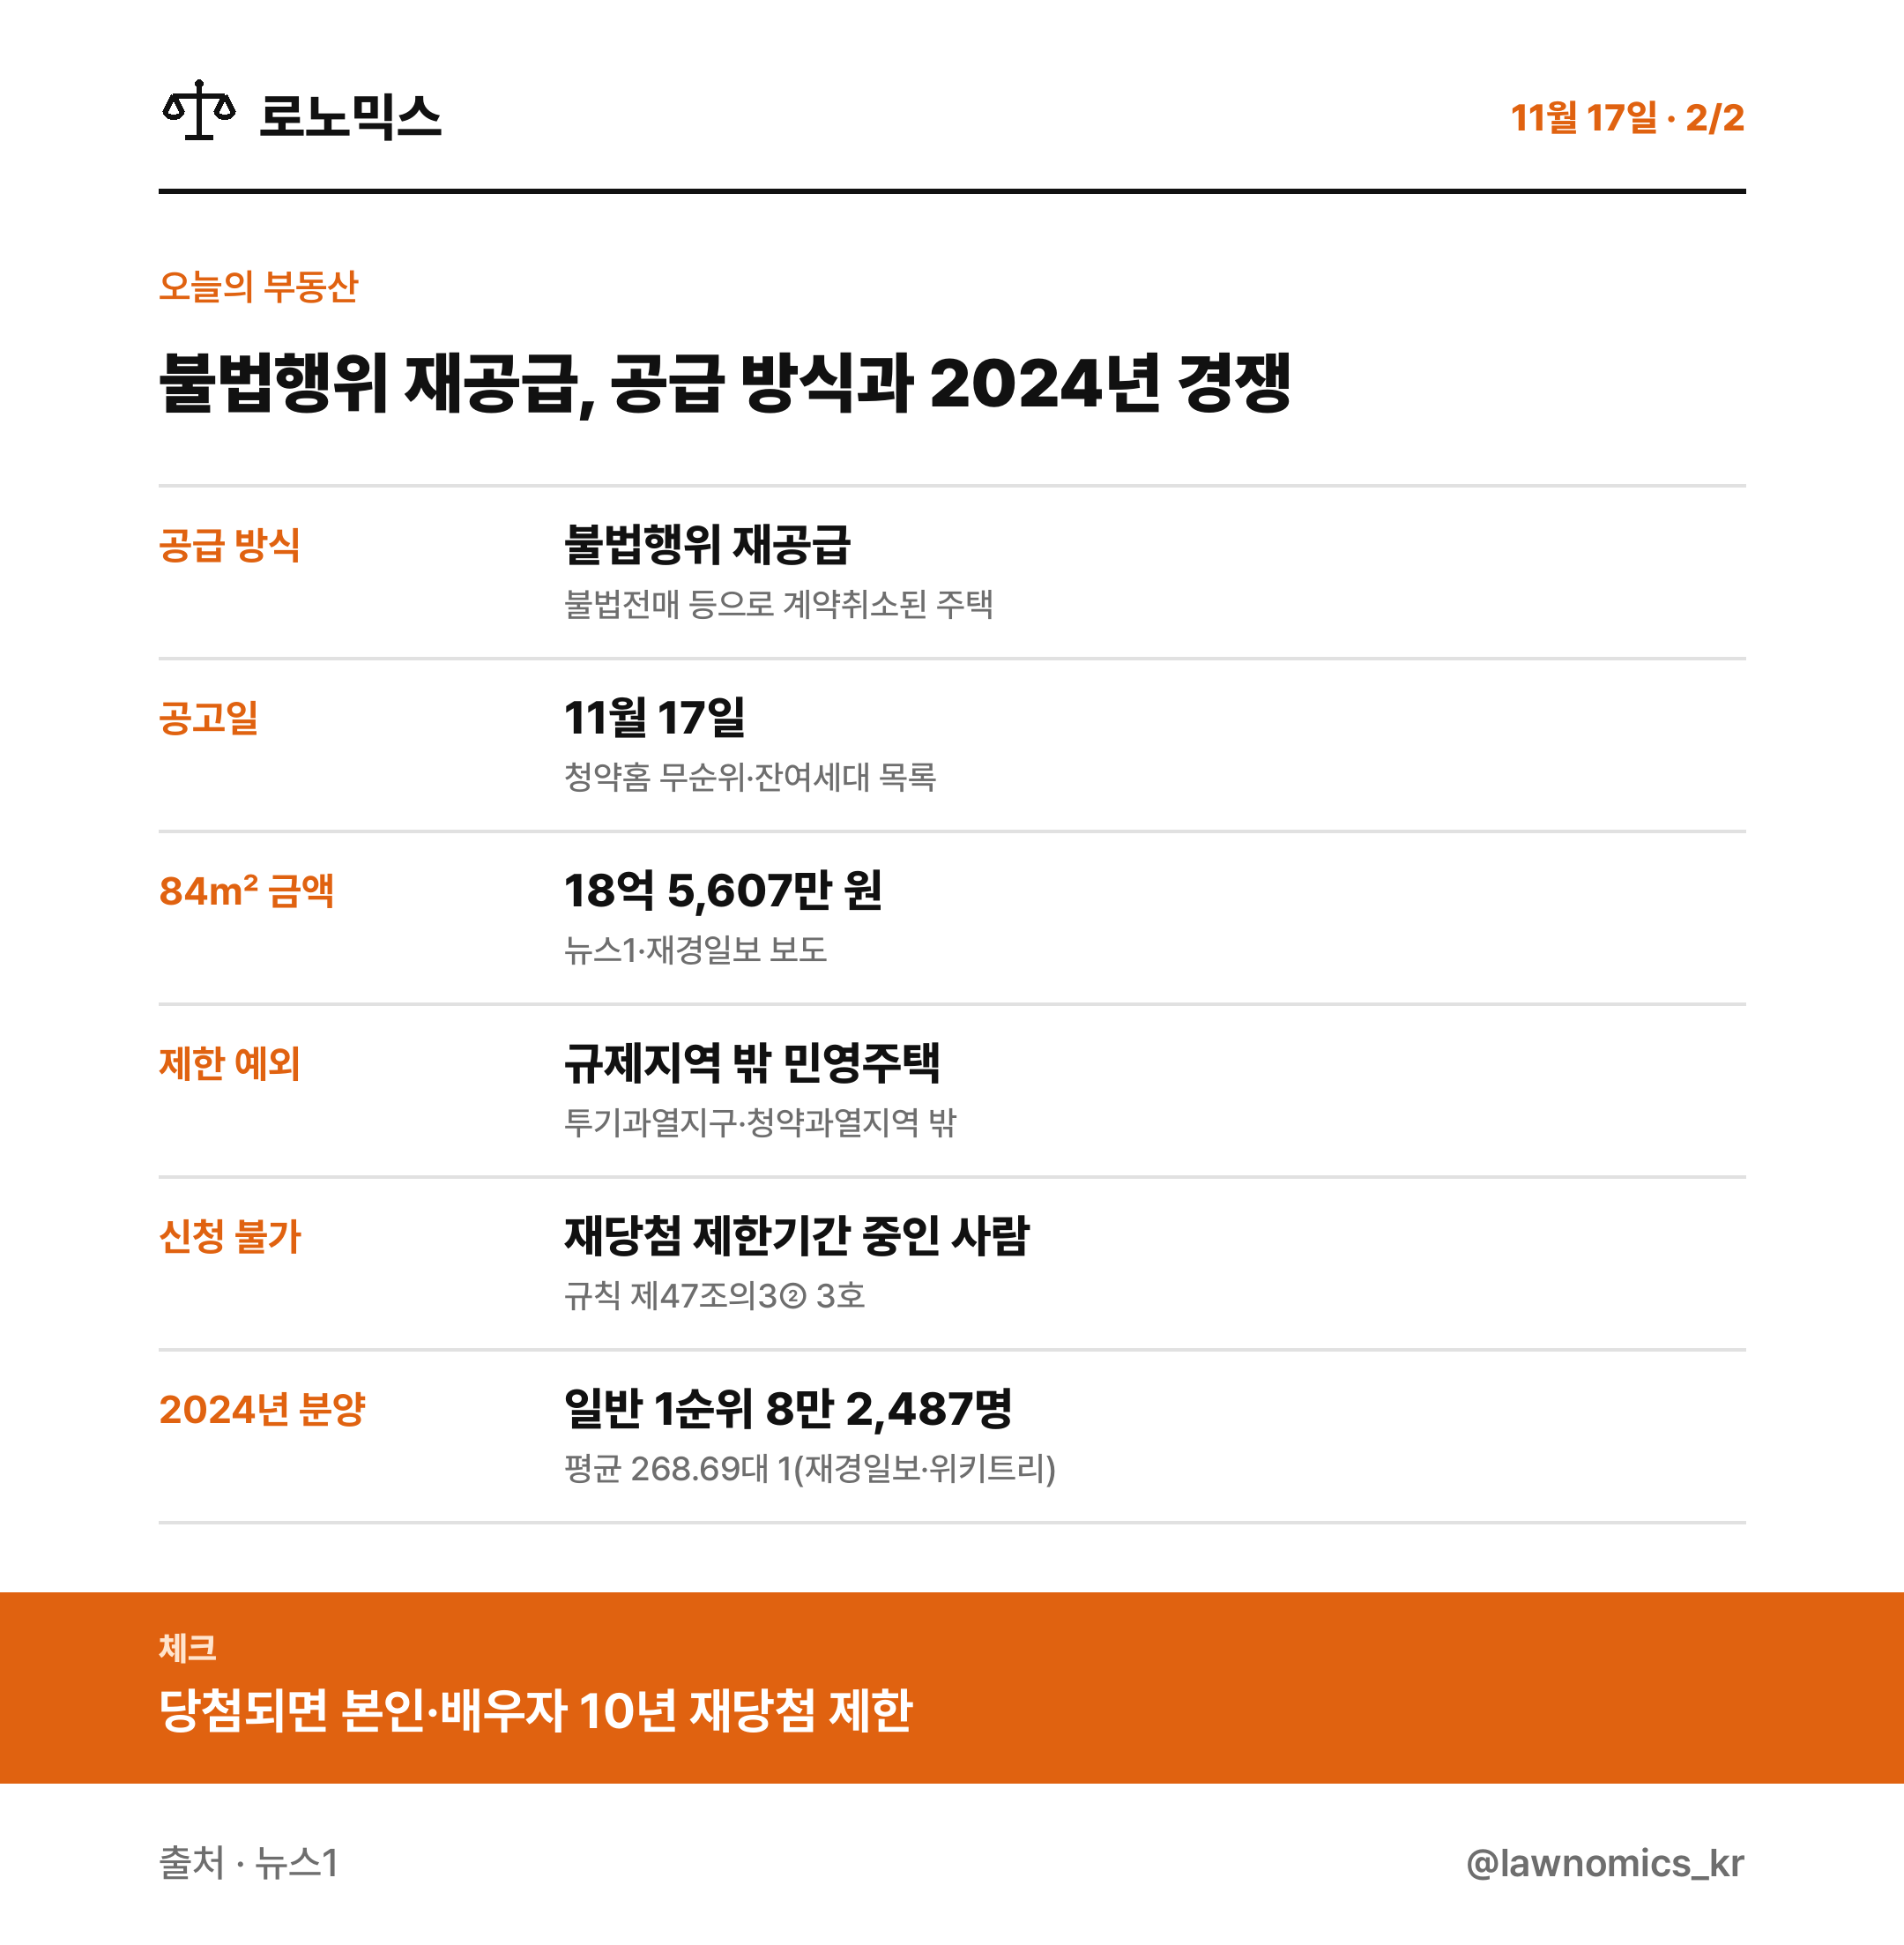 로노믹스
11월 17일 · 2/2
오늘의 부동산
불법행위 재공급, 공급 방식과 2024년 경쟁
공급 방식
불법행위 재공급
불법전매 등으로 계약취소된 주택
공고일
11월 17일
청약홈 무순위·잔여세대 목록
84m² 금액
18억 5,607만 원
뉴스1·재경일보 보도
제한 예외
규제지역 밖 민영주택
투기과열지구·청약과열지역 밖
신청 불가
재당첨 제한기간 중인 사람
규칙 제47조의3② 3호
2024년 분양
일반 1순위 8만 2,487명
평균 268.69대 1(재경일보·위키트리)
체크
당첨되면 본인·배우자 10년 재당첨 제한
출처 · 뉴스1
@lawnomics_kr